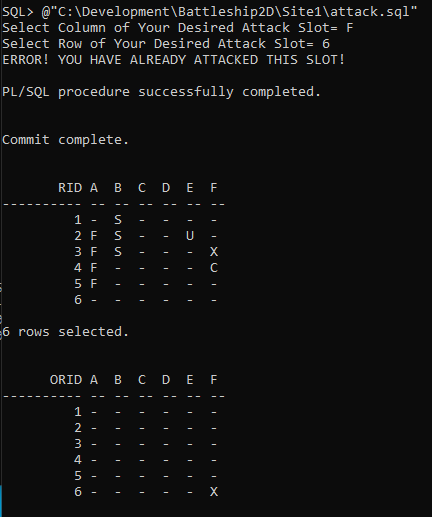 SQL> @"C:\Development\Battleship2D\Site1\attack.sql"
Select Column of Your Desired Attack Slot= F
Select Row of Your Desired Attack Slot= 6
ERROR! YOU HAVE ALREADY ATTACKED THIS SLOT!
PL/SQL procedure successfully completed.
Commit complete.
RID A B C D E F
---------- -- -- -- -- -- --
1 - S - - - -
2 F S - - U -
3 F S - - - X
4 F - - - - C
5 F - - - - -
6 - - - - - -
6 rows selected.
ORID A B C D E F
---------- -- -- -- -- -- --
1 - - - - - -
2 - - - - - -
3 - - - - - -
4 - - - - - -
5 - - - - - -
6 - - - - - X